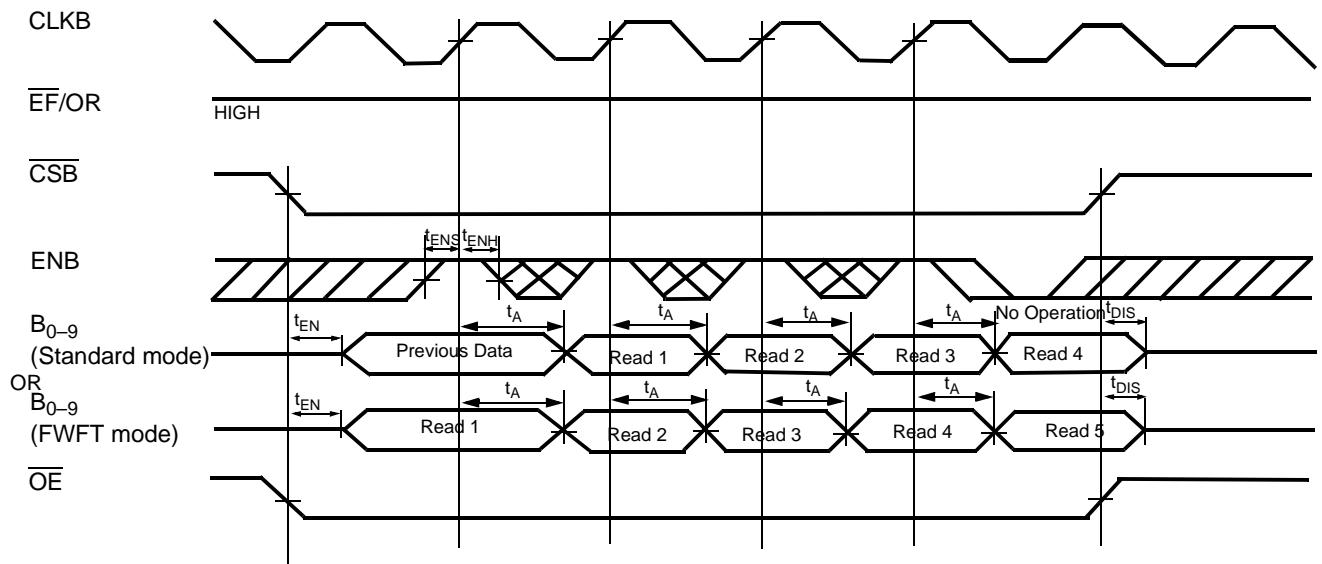 CLKB
EF/OR
HIGH
CSB
tENS tENH
ENB
tEN tA tA tA tA No Operation tDIS
B0–9
(Standard mode)
Previous Data Read 1 Read 2 Read 3 Read 4
OR
tEN tA tA tA tA tDIS
B0–9
(FWFT mode)
Read 1 Read 2 Read 3 Read 4 Read 5
OE